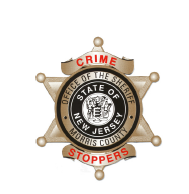 CRIME
OFFICE OF THE SHERIFF
STATE OF
NEW JERSEY
MORRIS COUNTY
STOPPERS